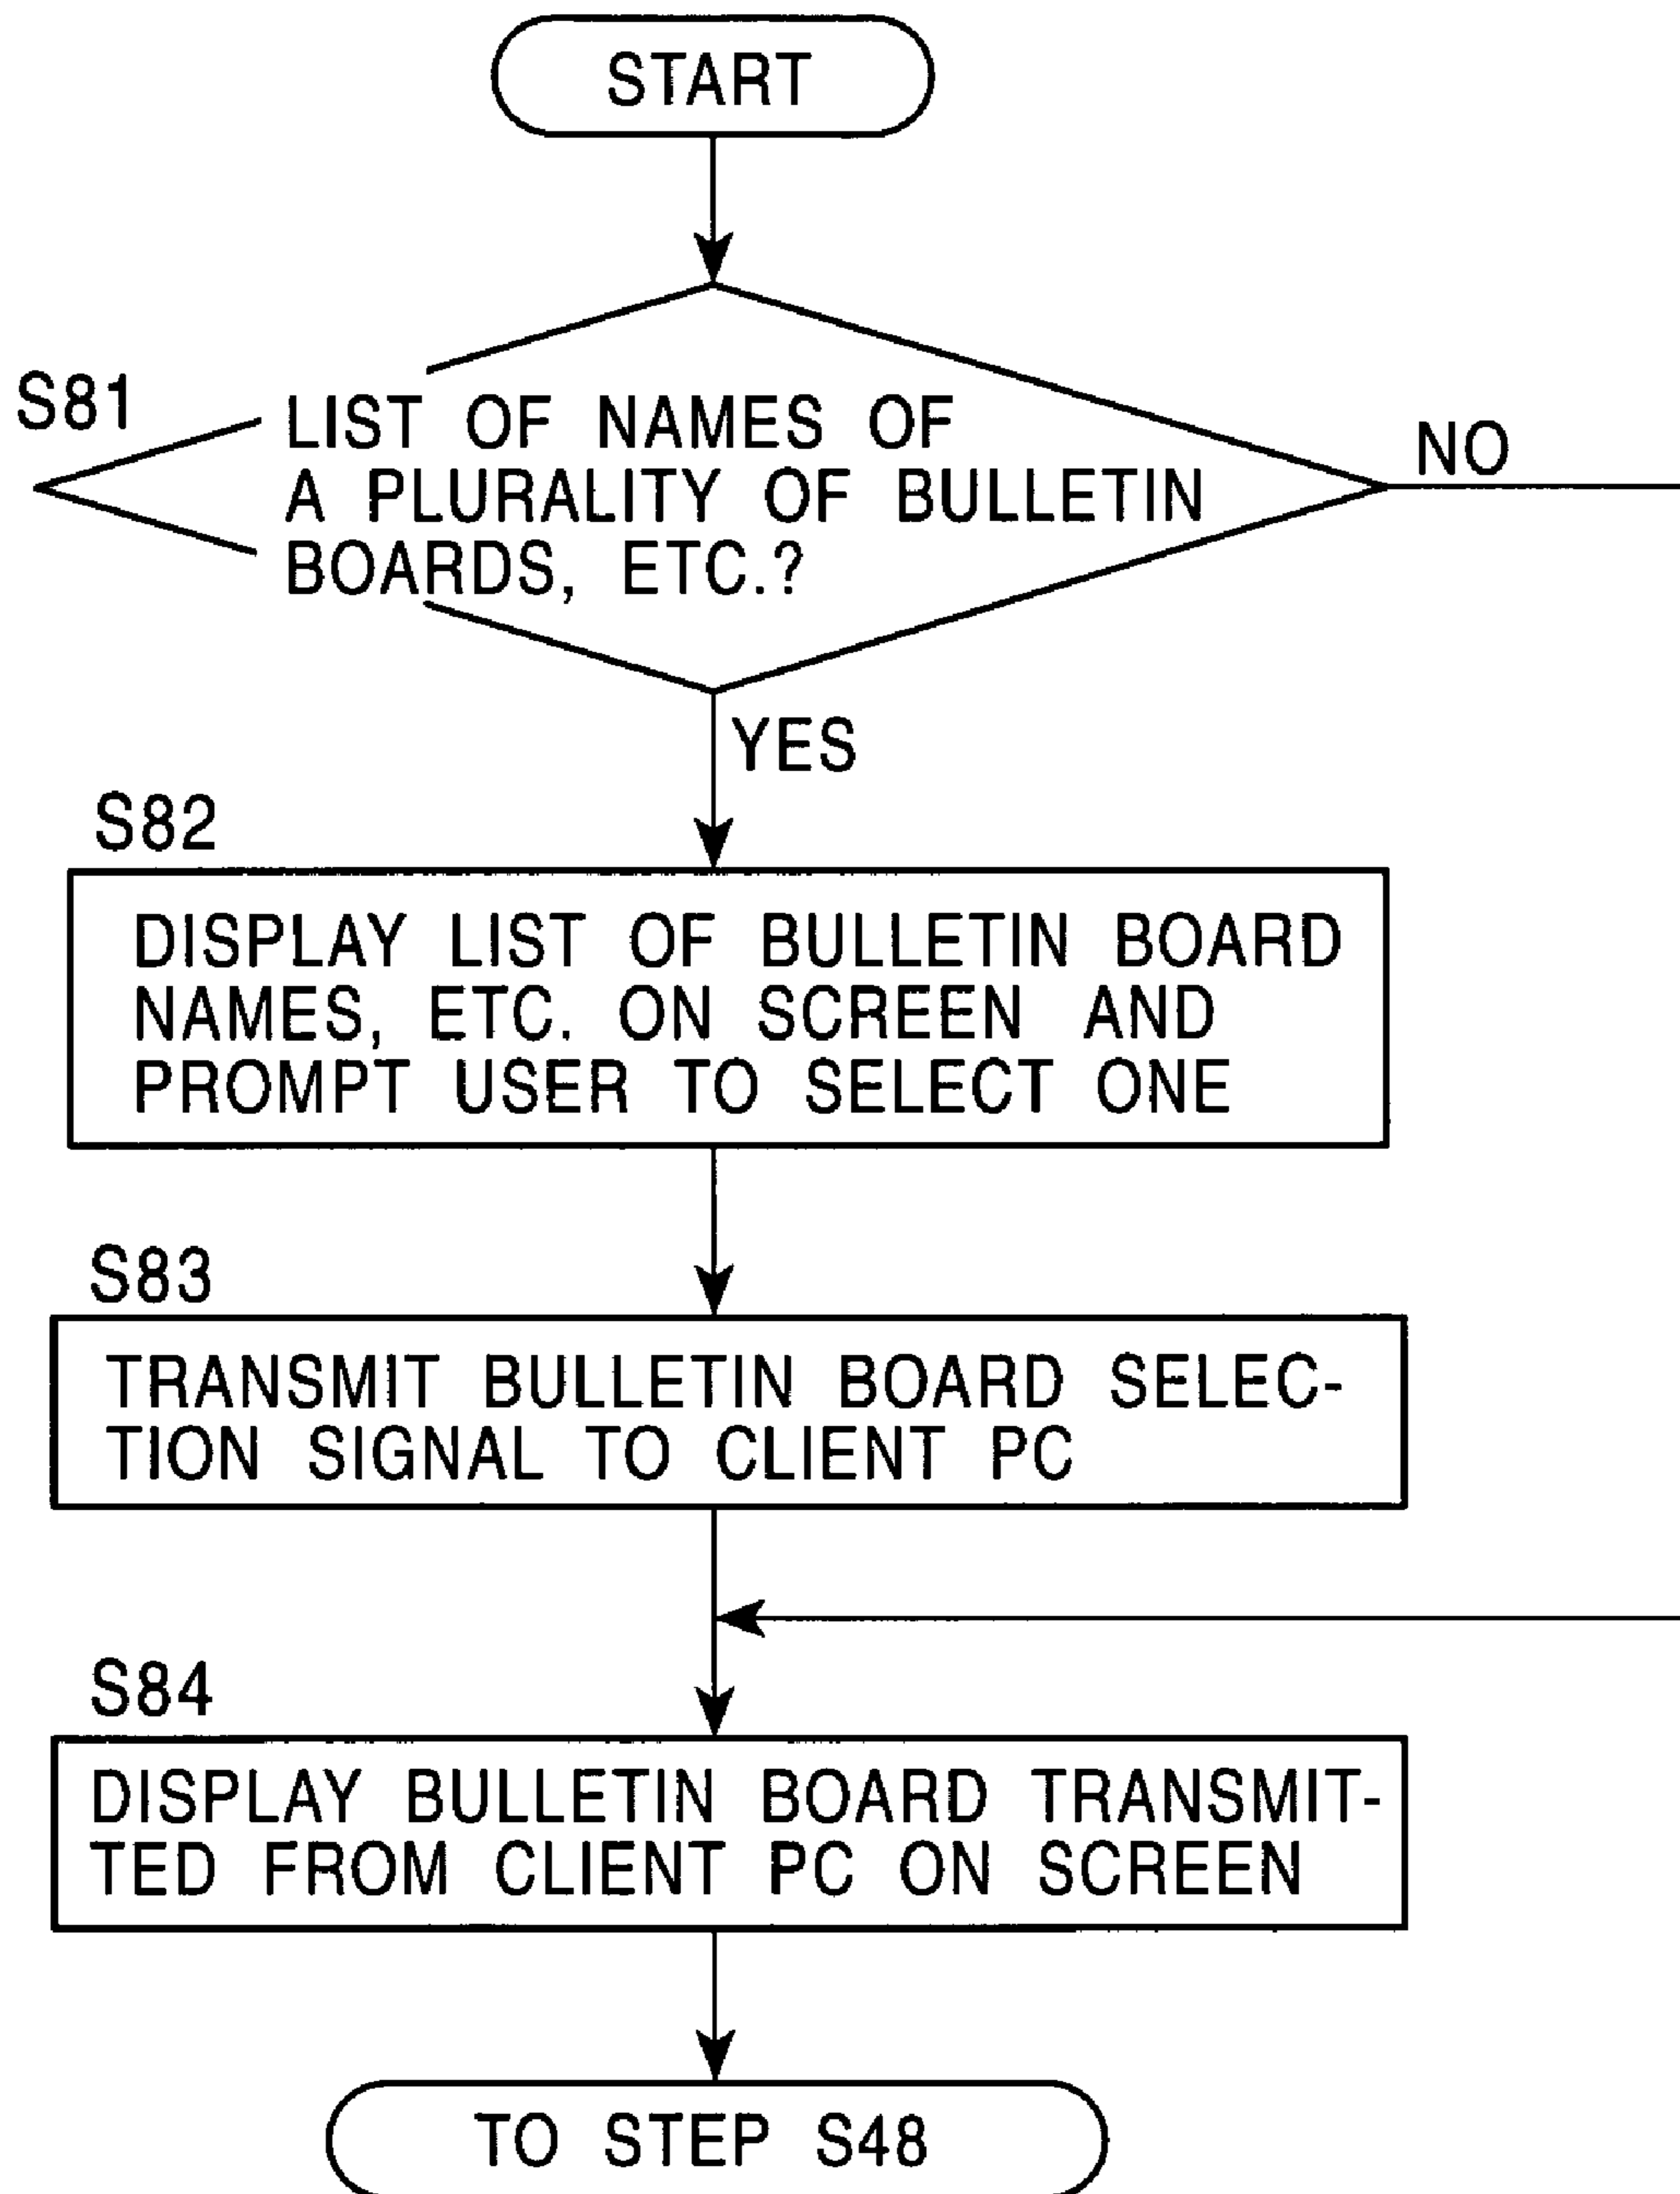 START
S81
LIST OF NAMES OF
A PLURALITY OF BULLETIN
BOARDS, ETC.?
NO
YES
S82
DISPLAY LIST OF BULLETIN BOARD
NAMES, ETC. ON SCREEN AND
PROMPT USER TO SELECT ONE
S83
TRANSMIT BULLETIN BOARD SELEC-
TION SIGNAL TO CLIENT PC
S84
DISPLAY BULLETIN BOARD TRANSMIT-
TED FROM CLIENT PC ON SCREEN
TO STEP S48